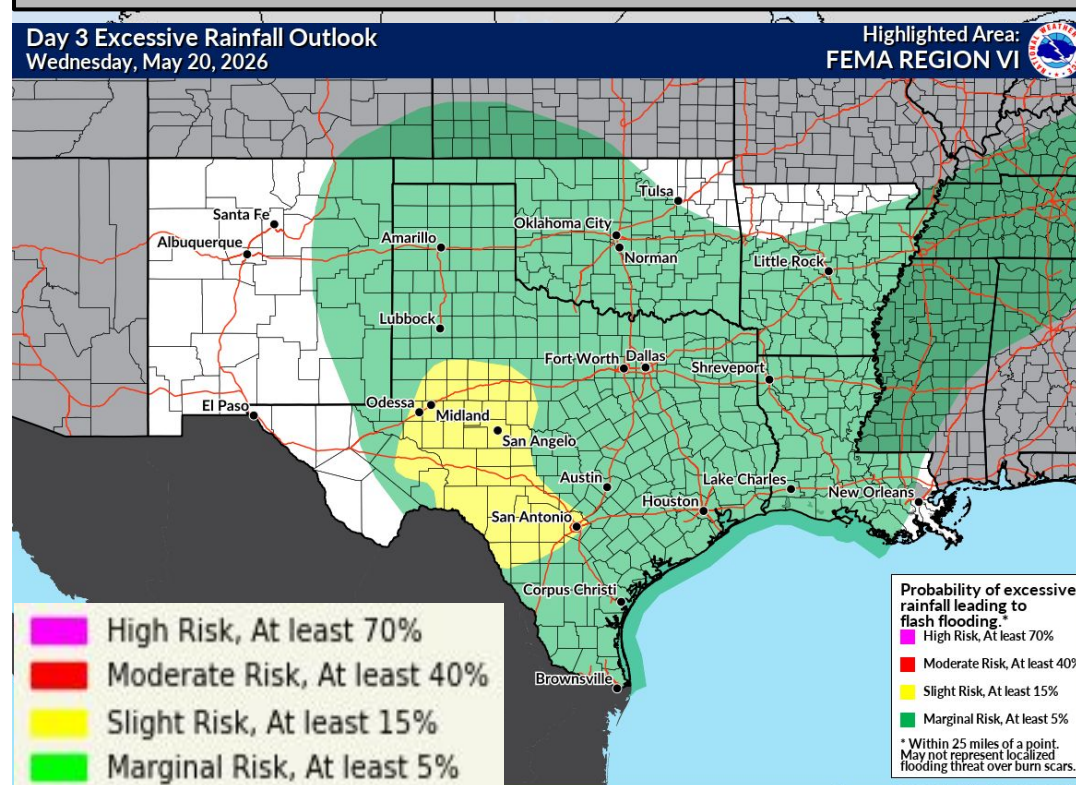 Day 3 Excessive Rainfall Outlook
Wednesday, May 20, 2026
Highlighted Area:
FEMA REGION VI
Santa Fe
Albuquerque
El Paso
Amarillo
Lubbock
Odessa
Midland
San Angelo
Tulsa
Oklahoma City
Norman
Little Rock
Fort Worth
Dallas
Shreveport
Austin
San Antonio
Houston
Lake Charles
New Orleans
Corpus Christi
Brownsville
High Risk, At least 70%
Moderate Risk, At least 40%
Slight Risk, At least 15%
Marginal Risk, At least 5%
Probability of excessive
rainfall leading to
flash flooding.*
High Risk, At least 70%
Moderate Risk, At least 40%
Slight Risk, At least 15%
Marginal Risk, At least 5%
* Within 25 miles of a point.
May not represent localized
flooding threat over burn scars.